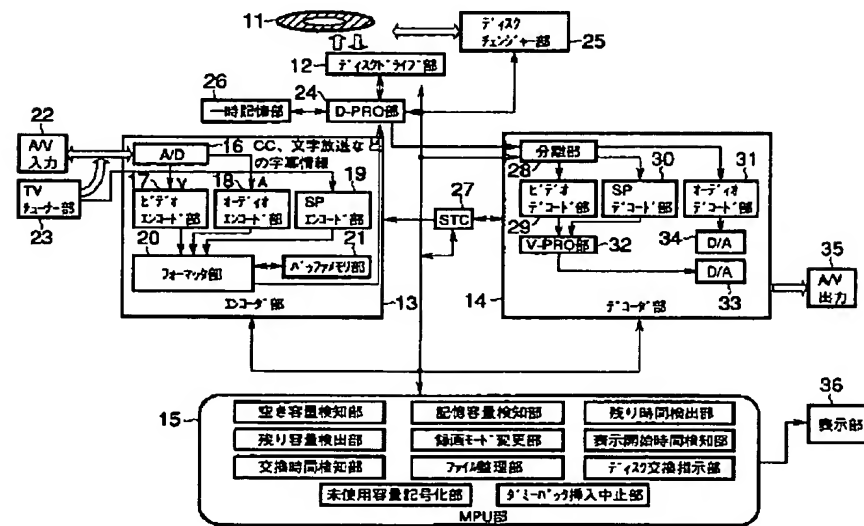 11
ディスク
チェンジャー部
25
12
ディスクドライブ部
26
24
一時記憶部
D-PRO部
22
A/V
入力
16
A/D
CC、文字放送など
の字幕情報
TV
チューナー部
23
17
V
ビデオ
エンコード部
18
A
オーディオ
エンコード部
19
SP
エンコード部
20
フォーマッタ部
21
バッファメモリ部
エンコーダ部
13
27
STC
分離部
28
30
31
ビデオ
デコード部
29
SP
デコード部
オーディオ
デコード部
V-PRO部
32
34
D/A
D/A
33
14
デコーダ部
35
A/V
出力
15
空き容量検知部
記憶容量検知部
残り時間検出部
残り容量検出部
録画モード変更部
表示開始時間検知部
交換時間検知部
ファイル整理部
ディスク交換指示部
未使用容量記号化部
ダミーパック挿入中止部
MPU部
36
表示部